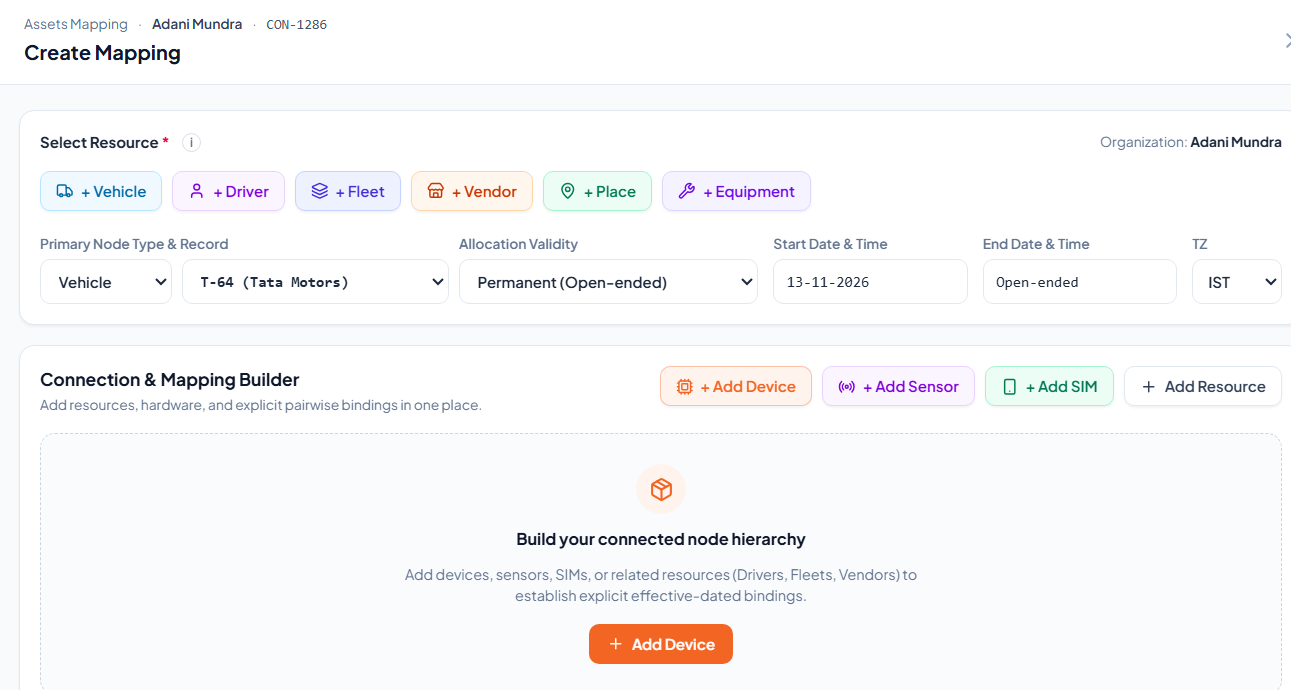 Assets Mapping · Adani Mundra · CON-1286
Create Mapping
Select Resource * i
Organization: Adani Mundra
+ Vehicle + Driver + Fleet + Vendor + Place + Equipment
Primary Node Type & Record Allocation Validity Start Date & Time End Date & Time TZ
Vehicle T-64 (Tata Motors) Permanent (Open-ended) 13-11-2026 Open-ended IST
Connection & Mapping Builder
Add resources, hardware, and explicit pairwise bindings in one place.
+ Add Device + Add Sensor + Add SIM + Add Resource
Build your connected node hierarchy
Add devices, sensors, SIMs, or related resources (Drivers, Fleets, Vendors) to
establish explicit effective-dated bindings.
+ Add Device